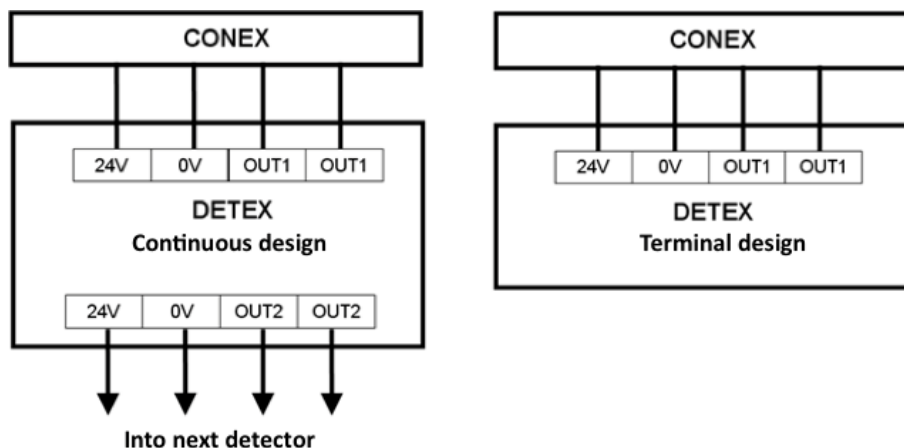 CONEX
24V 0V OUT1 OUT1
DETEX
Continuous design
24V 0V OUT2 OUT2
Into next detector
CONEX
24V 0V OUT1 OUT1
DETEX
Terminal design